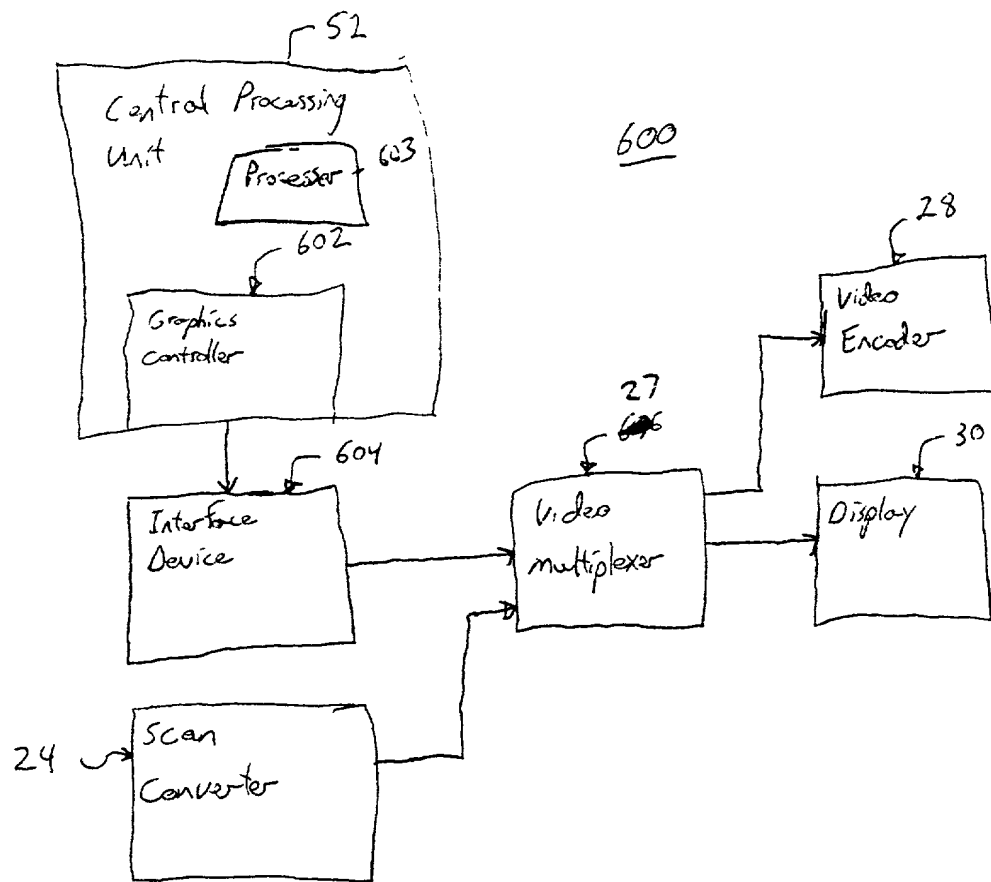 52
Central Processing
Unit
Processer
603
600
602
28
Graphics
Controller
Video
Encoder
27
604
30
Interface
Device
Video
Multiplexer
Display
24
Scan
Converter